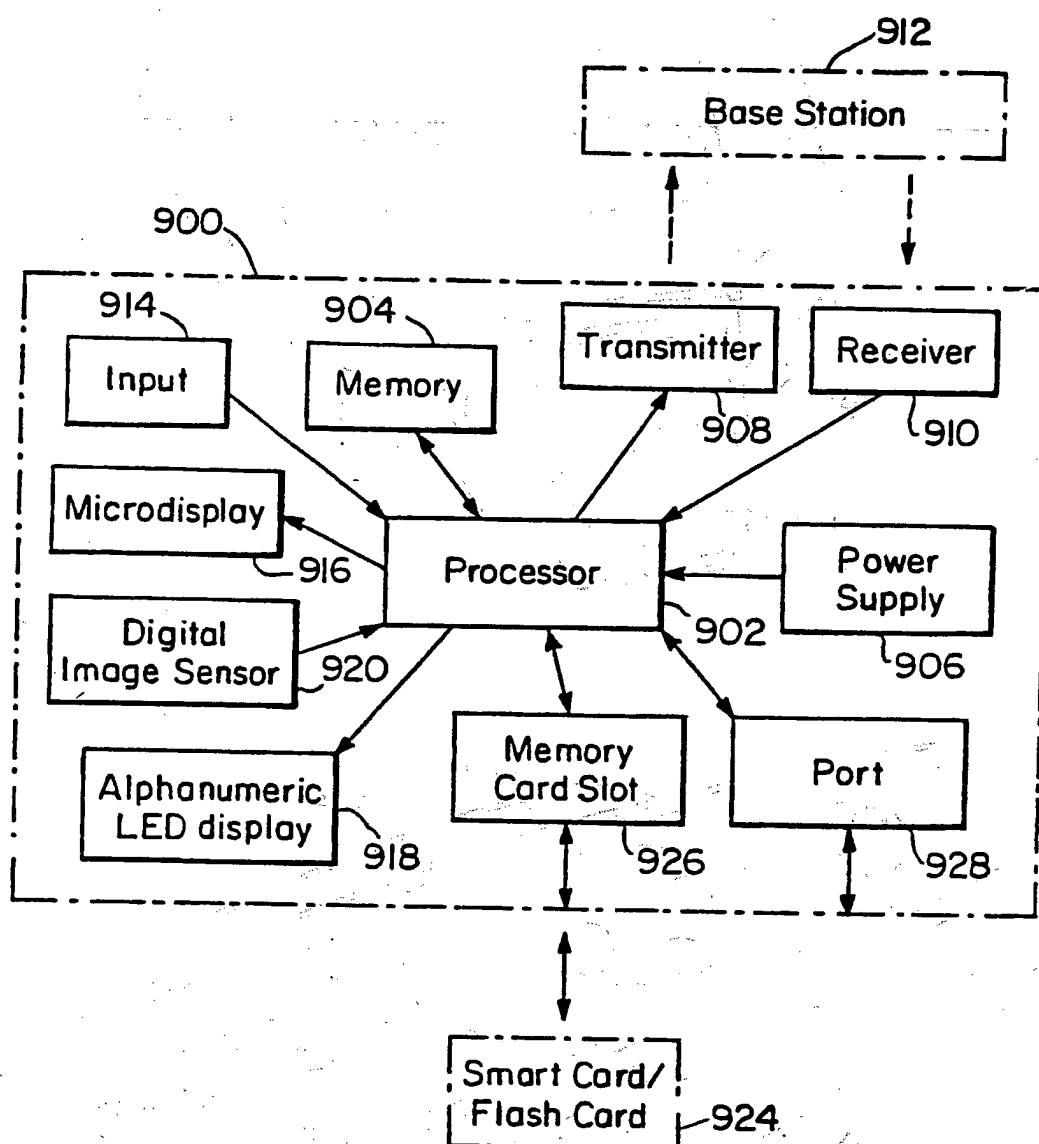 912
Base Station
900
914
904
Input
Memory
Transmitter
908
Receiver
910
Microdisplay
916
Processor
902
Power
Supply
906
Digital
Image Sensor
920
Alphanumeric
LED display
918
Memory
Card Slot
926
Port
928
Smart Card/
Flash Card
924